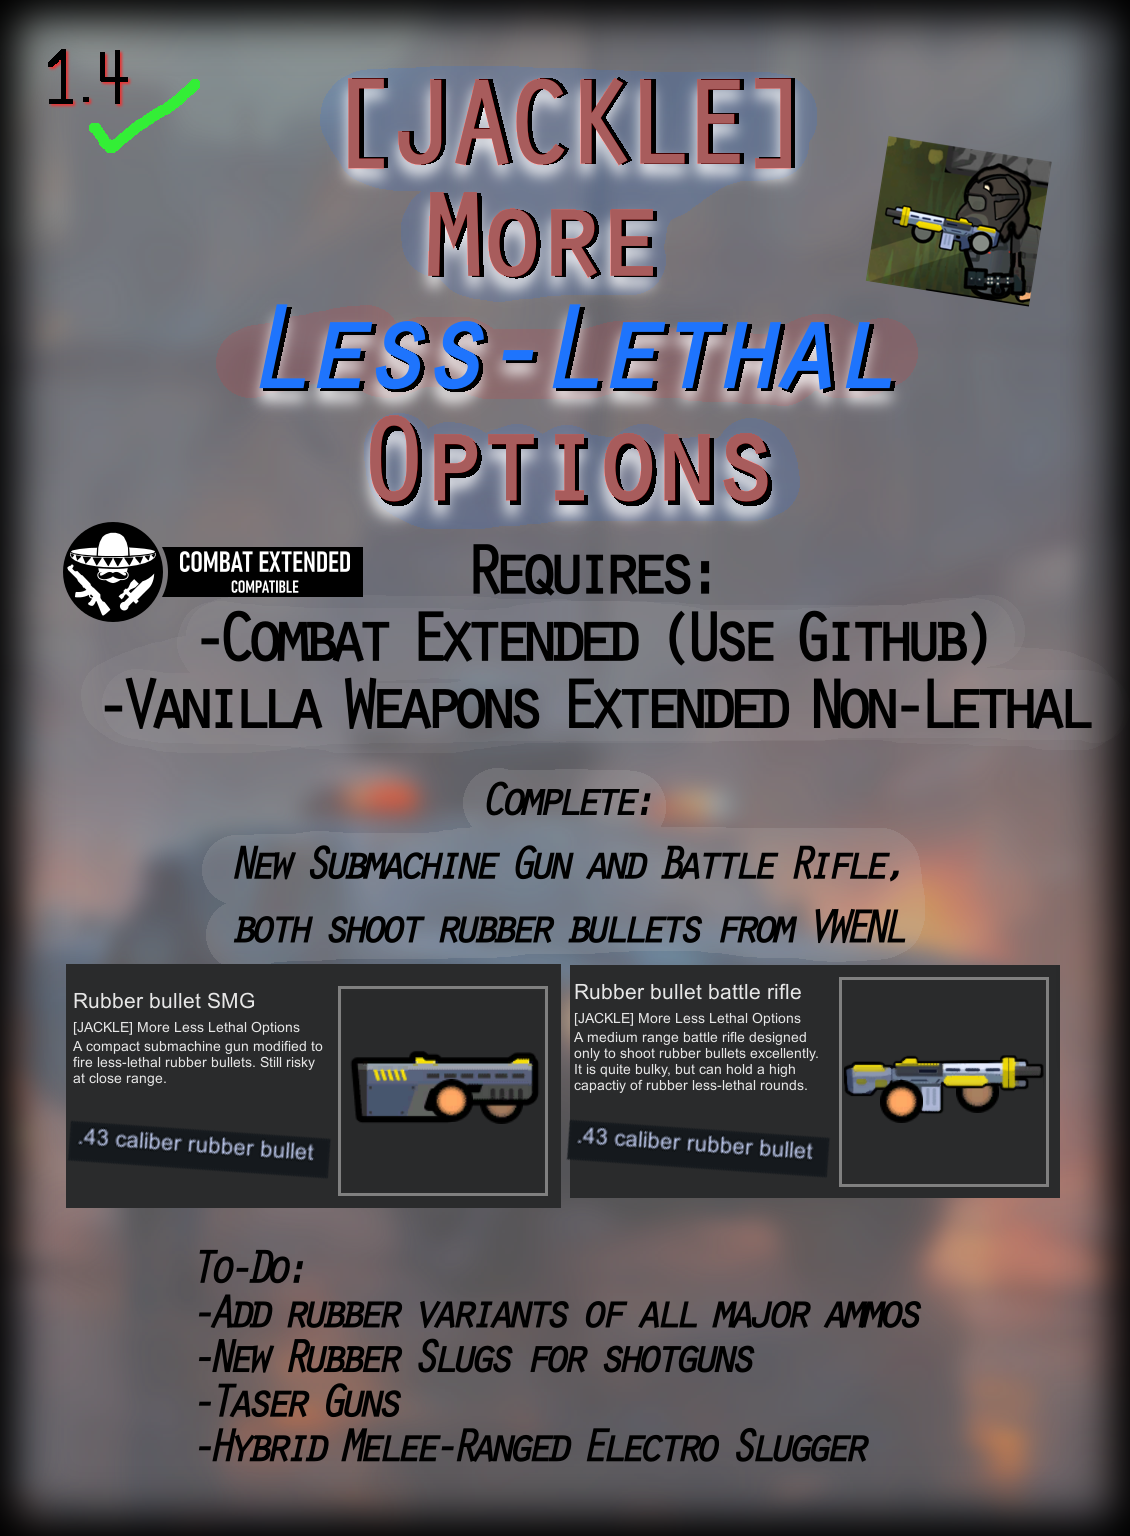 1.4
[JACKLE]
More
Less-Lethal
Options
COMBAT EXTENDED
COMPATIBLE
Requires:
-Combat Extended (Use Github)
-Vanilla Weapons Extended Non-Lethal
Complete:
New Submachine Gun and Battle Rifle,
both shoot rubber bullets from VWENL
Rubber bullet SMG
[JACKLE] More Less Lethal Options
A compact submachine gun modified to
fire less-lethal rubber bullets. Still risky
at close range.
.43 caliber rubber bullet
Rubber bullet battle rifle
[JACKLE] More Less Lethal Options
A medium range battle rifle designed
only to shoot rubber bullets excellently.
It is quite bulky, but can hold a high
capactiy of rubber less-lethal rounds.
.43 caliber rubber bullet
To-Do:
-Add rubber variants of all major ammos
-New Rubber Slugs for shotguns
-Taser Guns
-Hybrid Melee-Ranged Electro Slugger